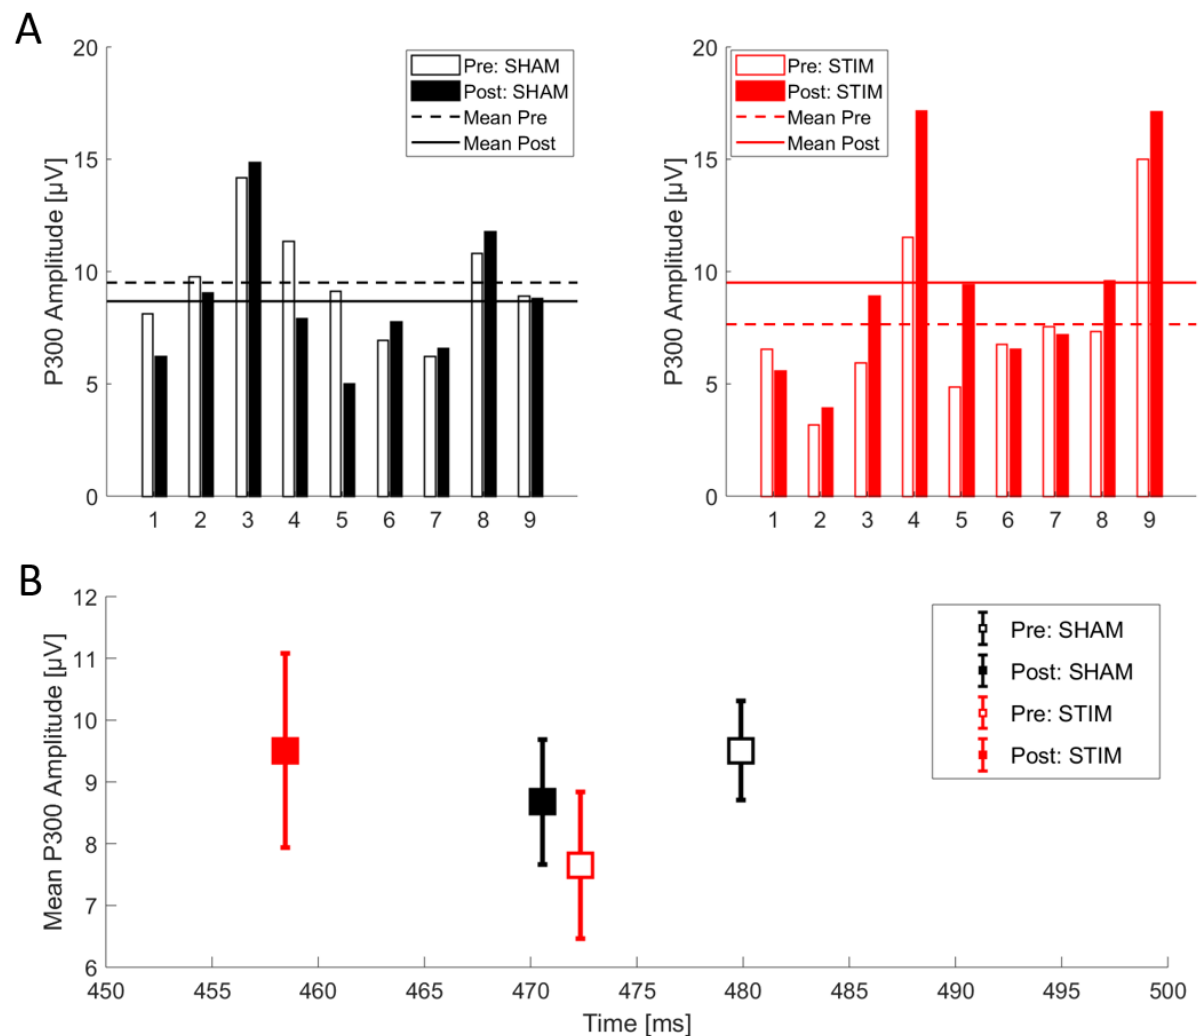 A
P300 Amplitude [µV]
20
15
10
5
0
1 2 3 4 5 6 7 8 9
Pre: SHAM
Post: SHAM
Mean Pre
Mean Post
P300 Amplitude [µV]
20
15
10
5
0
1 2 3 4 5 6 7 8 9
Pre: STIM
Post: STIM
Mean Pre
Mean Post
B
Mean P300 Amplitude [µV]
12
11
10
9
8
7
6
450 455 460 465 470 475 480 485 490 495 500
Time [ms]
Pre: SHAM
Post: SHAM
Pre: STIM
Post: STIM